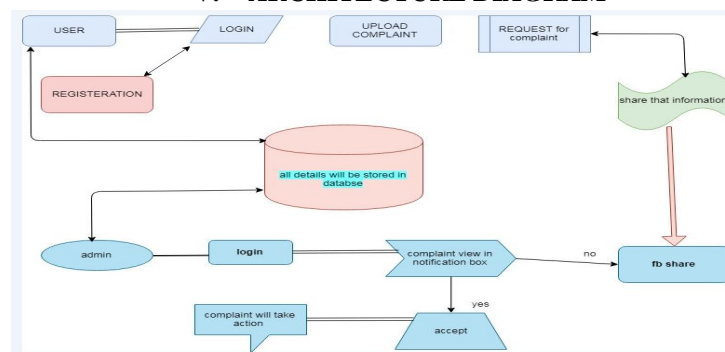 USER
LOGIN
UPLOAD
COMPLAINT
REQUEST for
complaint
REGISTERATION
share that information
all details will be stored in
databse
admin
login
complaint view in
notification box
no
fb share
yes
complaint will take
action
accept